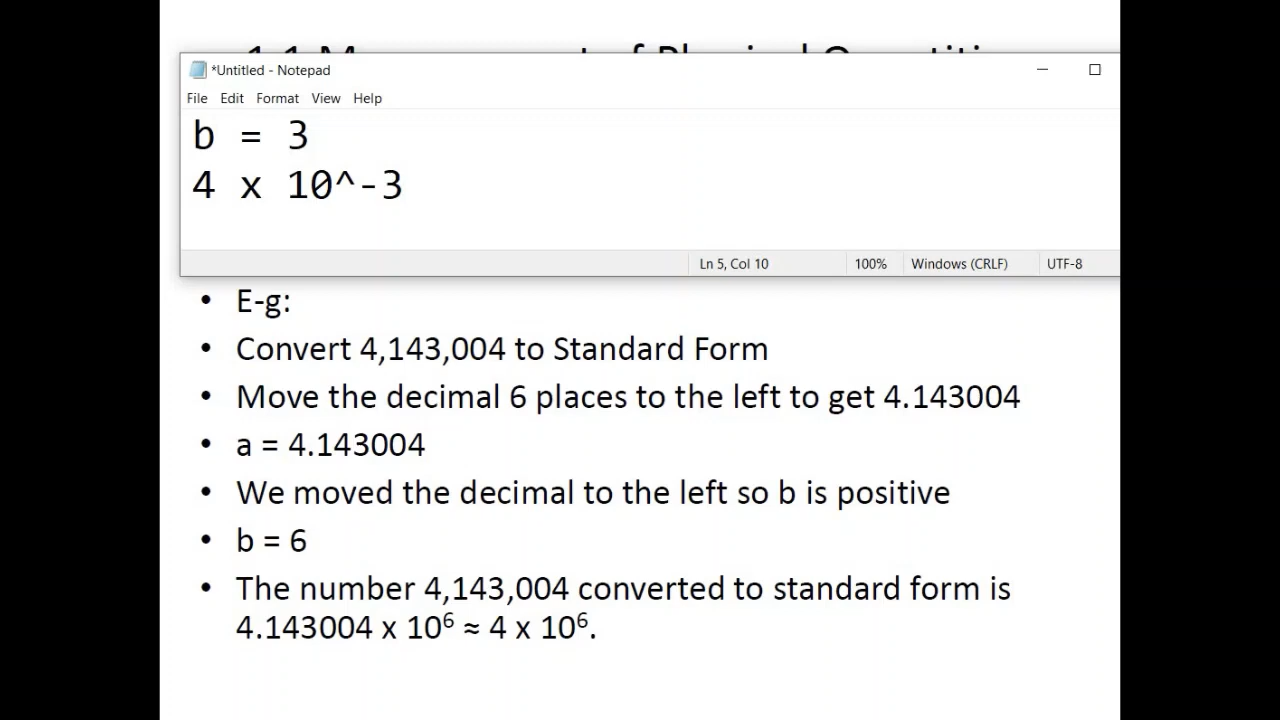 *Untitled - Notepad
File Edit Format View Help
b = 3
4 x 10^-3
Ln 5, Col 10 100% Windows (CRLF) UTF-8
• E-g:
• Convert 4,143,004 to Standard Form
• Move the decimal 6 places to the left to get 4.143004
• a = 4.143004
• We moved the decimal to the left so b is positive
• b = 6
• The number 4,143,004 converted to standard form is
4.143004 x 10⁶ ≈ 4 x 10⁶.